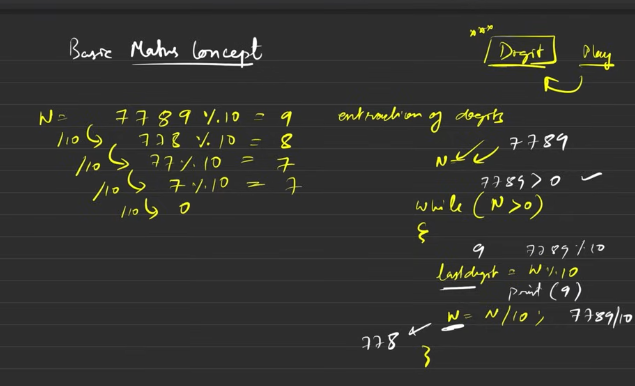 Basic Maths Concept
***
Digit Play
N = 7789 % 10 = 9
/10 778 % 10 = 8
/10 77 % 10 = 7
/10 7 % 10 = 7
/10 0
extraction of digits
N 7789
7789 > 0
while (N > 0)
{
9 7789 % 10
lastdigit = N % 10
print (9)
N = N / 10; 7789/10
778
}